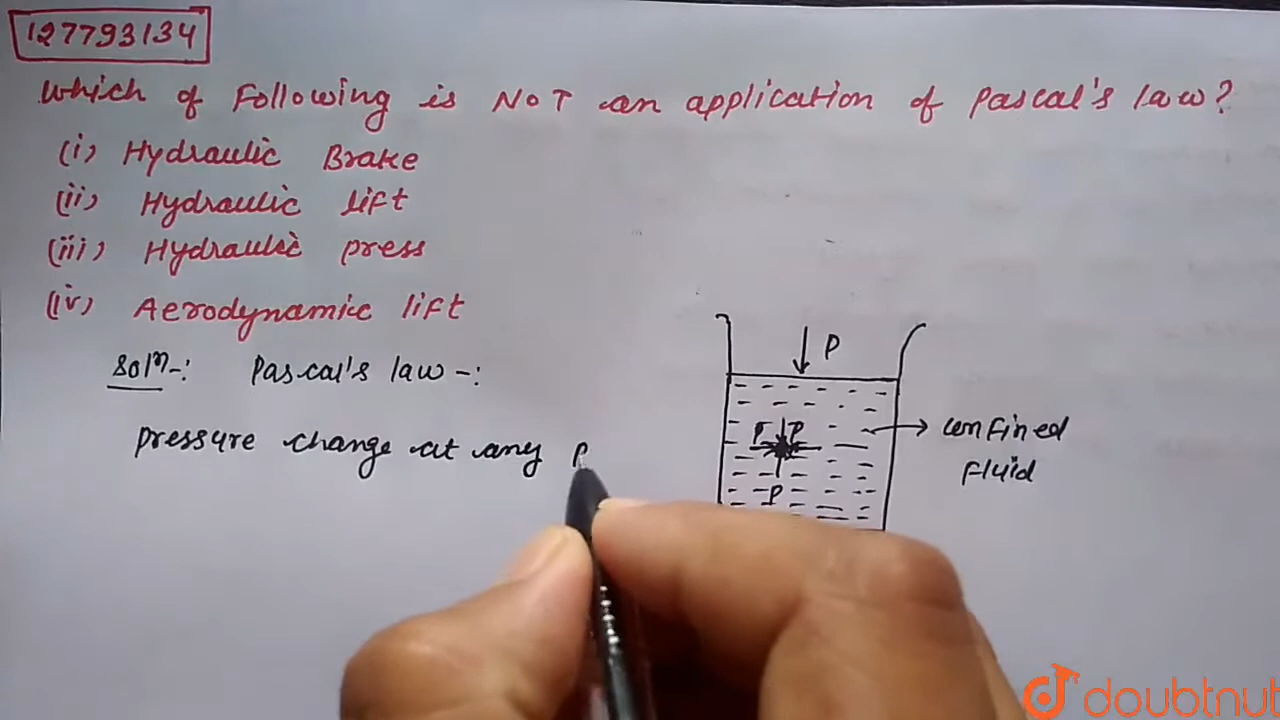 127793134
Which of Following is NOT an application of Pascal's law?
(i) Hydraulic Brake
(ii) Hydraulic lift
(iii) Hydraulic press
(iv) Aerodynamic lift
Solⁿ-: Pascal's law -:
P
Pressure change at any P
P P
confined
fluid
P
doubtnut